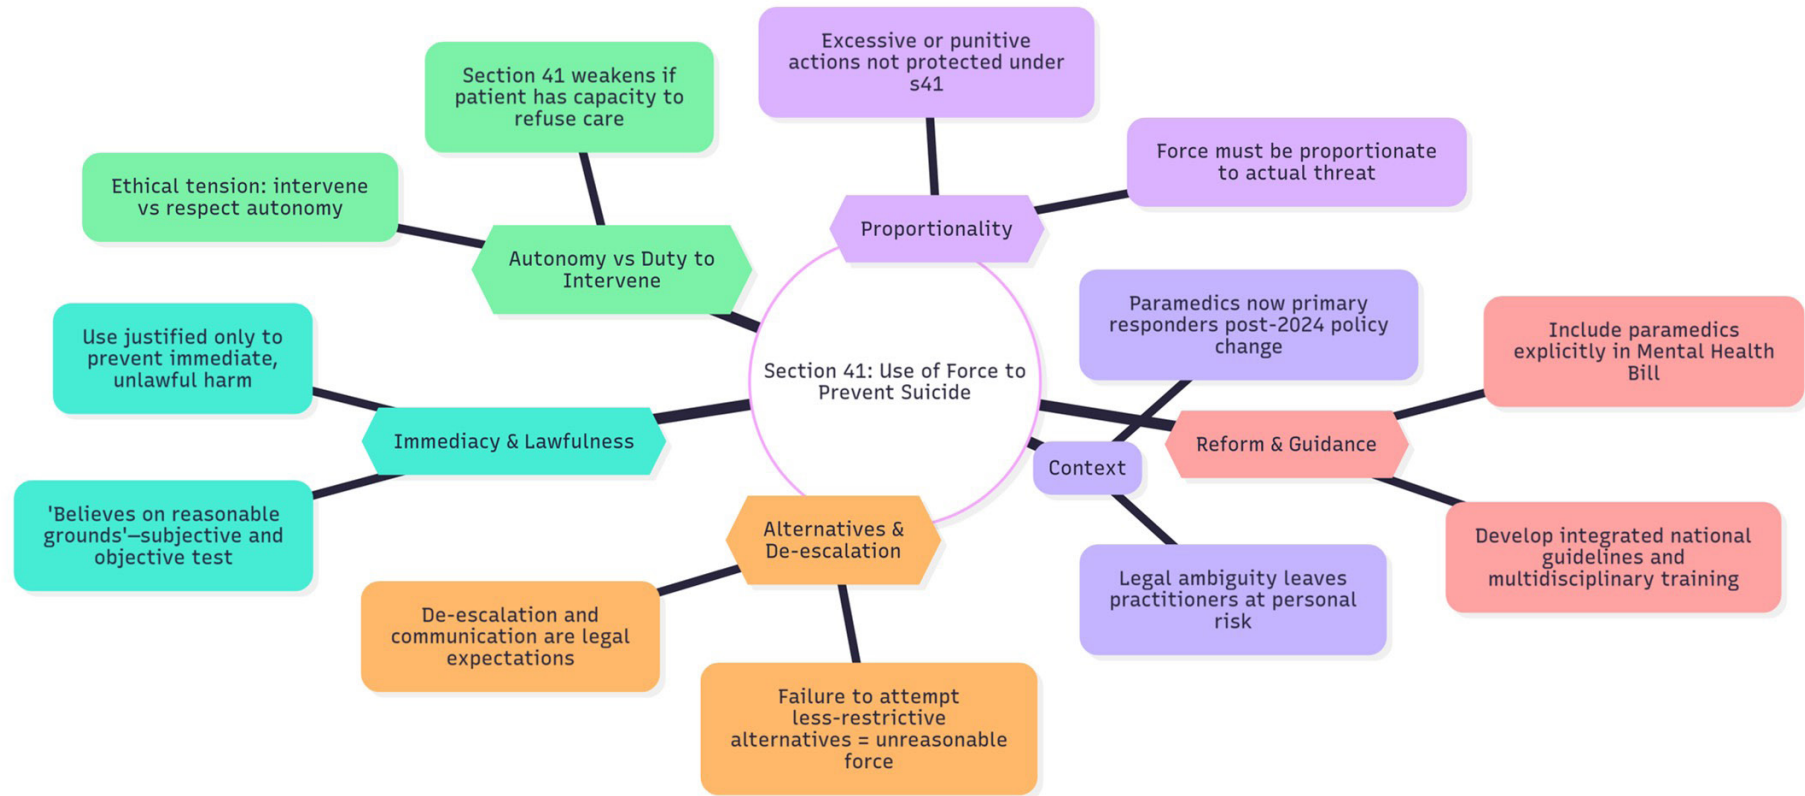 Section 41: Use of Force to
Prevent Suicide
Autonomy vs Duty to
Intervene
Section 41 weakens if
patient has capacity to
refuse care
Ethical tension: intervene
vs respect autonomy
Proportionality
Excessive or punitive
actions not protected under
s41
Force must be proportionate
to actual threat
Immediacy & Lawfulness
Use justified only to
prevent immediate,
unlawful harm
'Believes on reasonable
grounds'—subjective and
objective test
Alternatives &
De-escalation
De-escalation and
communication are legal
expectations
Failure to attempt
less-restrictive
alternatives = unreasonable
force
Context
Paramedics now primary
responders post-2024 policy
change
Legal ambiguity leaves
practitioners at personal
risk
Reform & Guidance
Include paramedics
explicitly in Mental Health
Bill
Develop integrated national
guidelines and
multidisciplinary training